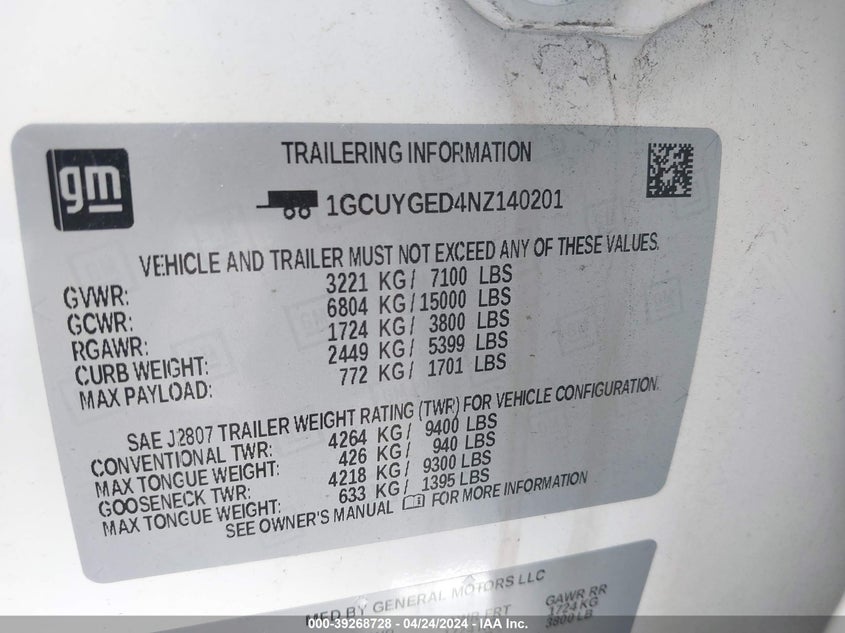 gm
TRAILERING INFORMATION
1GCUYGED4NZ140201
VEHICLE AND TRAILER MUST NOT EXCEED ANY OF THESE VALUES.
GVWR: 3221 KG/ 7100 LBS
GCWR: 6804 KG/15000 LBS
RGAWR: 1724 KG/ 3800 LBS
CURB WEIGHT: 2449 KG/ 5399 LBS
MAX PAYLOAD: 772 KG/ 1701 LBS
SAE J2807 TRAILER WEIGHT RATING (TWR) FOR VEHICLE CONFIGURATION.
CONVENTIONAL TWR: 4264 KG/ 9400 LBS
MAX TONGUE WEIGHT: 426 KG/ 940 LBS
GOOSENECK TWR: 4218 KG/ 9300 LBS
MAX TONGUE WEIGHT: 633 KG/ 1395 LBS
SEE OWNER'S MANUAL FOR MORE INFORMATION
MFD BY GENERAL MOTORS LLC
FRT GAWR RR
1724 KG
3800 LB
000-39268728 - 04/24/2024 - IAA Inc.